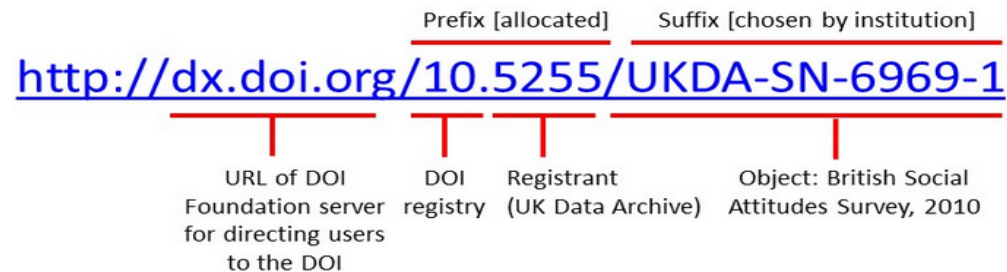 Prefix [allocated]
Suffix [chosen by institution]
http://dx.doi.org/10.5255/UKDA-SN-6969-1
URL of DOI
Foundation server
for directing users
to the DOI
DOI
registry
Registrant
(UK Data Archive)
Object: British Social
Attitudes Survey, 2010